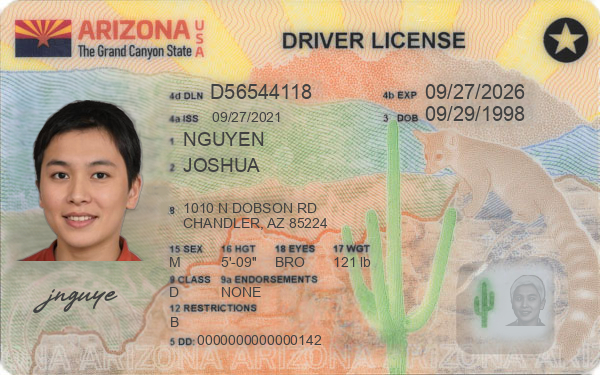 ARIZONA USA
The Grand Canyon State
DRIVER LICENSE
4d DLN D56544118
4b EXP 09/27/2026
4a ISS 09/27/2021
3 DOB 09/29/1998
1 NGUYEN
2 JOSHUA
8 1010 N DOBSON RD
CHANDLER, AZ 85224
15 SEX 16 HGT 18 EYES 17 WGT
M 5'-09" BRO 121 lb
9 CLASS 9a ENDORSEMENTS
D NONE
12 RESTRICTIONS
B
jnguye
5 DD: 0000000000000142
ARIZONA ARIZONA ARIZONA ARIZONA